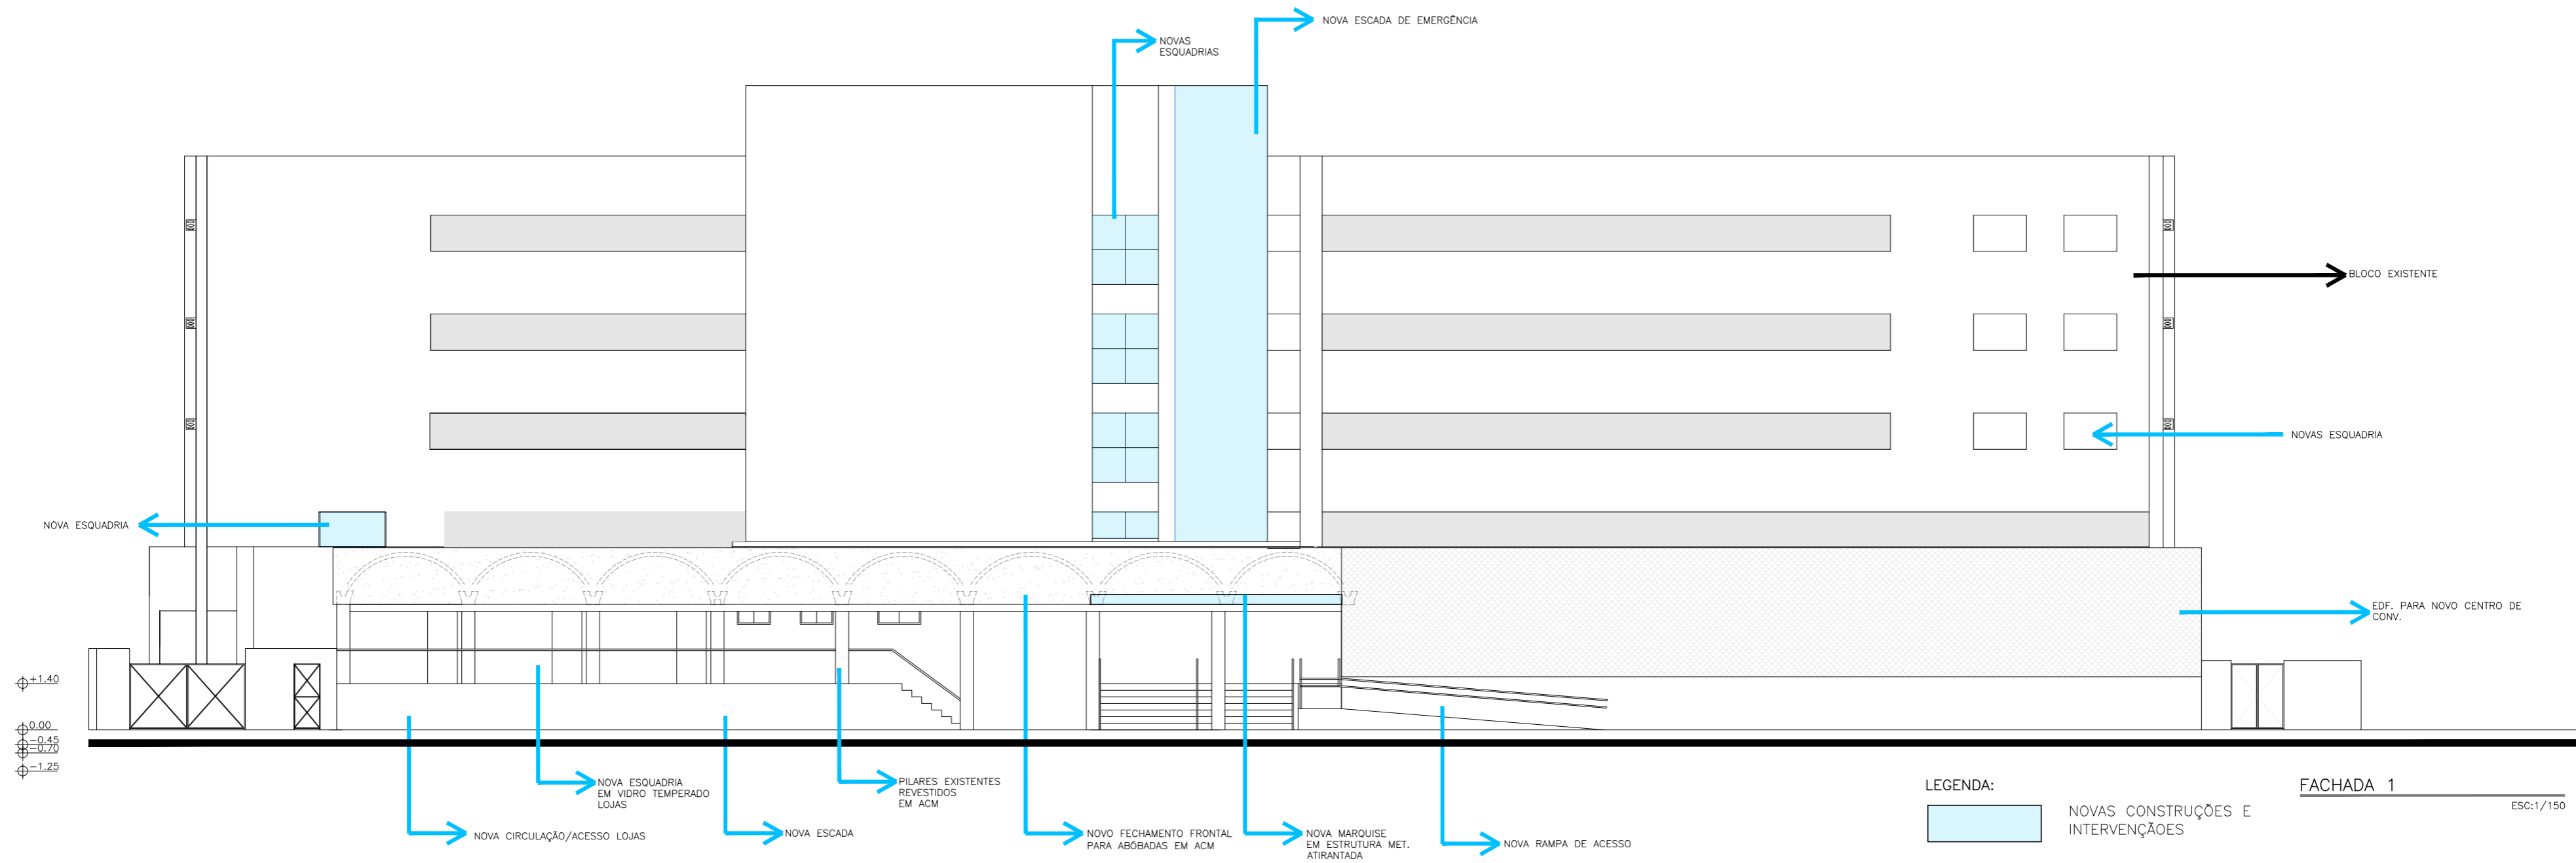 NOVA ESCADA DE EMERGÊNCIA
NOVAS
ESQUADRIAS
BLOCO EXISTENTE
NOVAS ESQUADRIA
NOVA ESQUADRIA
EDF. PARA NOVO CENTRO DE
CONV.
+1.40
0.00
-0.45
-0.70
-1.25
NOVA ESQUADRIA
EM VIDRO TEMPERADO
LOJAS
PILARES EXISTENTES
REVESTIDOS
EM ACM
NOVA CIRCULAÇÃO/ACESSO LOJAS
NOVA ESCADA
NOVO FECHAMENTO FRONTAL
PARA ABÓBADAS EM ACM
NOVA MARQUISE
EM ESTRUTURA MET.
ATIRANTADA
NOVA RAMPA DE ACESSO
LEGENDA:
NOVAS CONSTRUÇÕES E
INTERVENÇÃOES
FACHADA 1
ESC:1/150